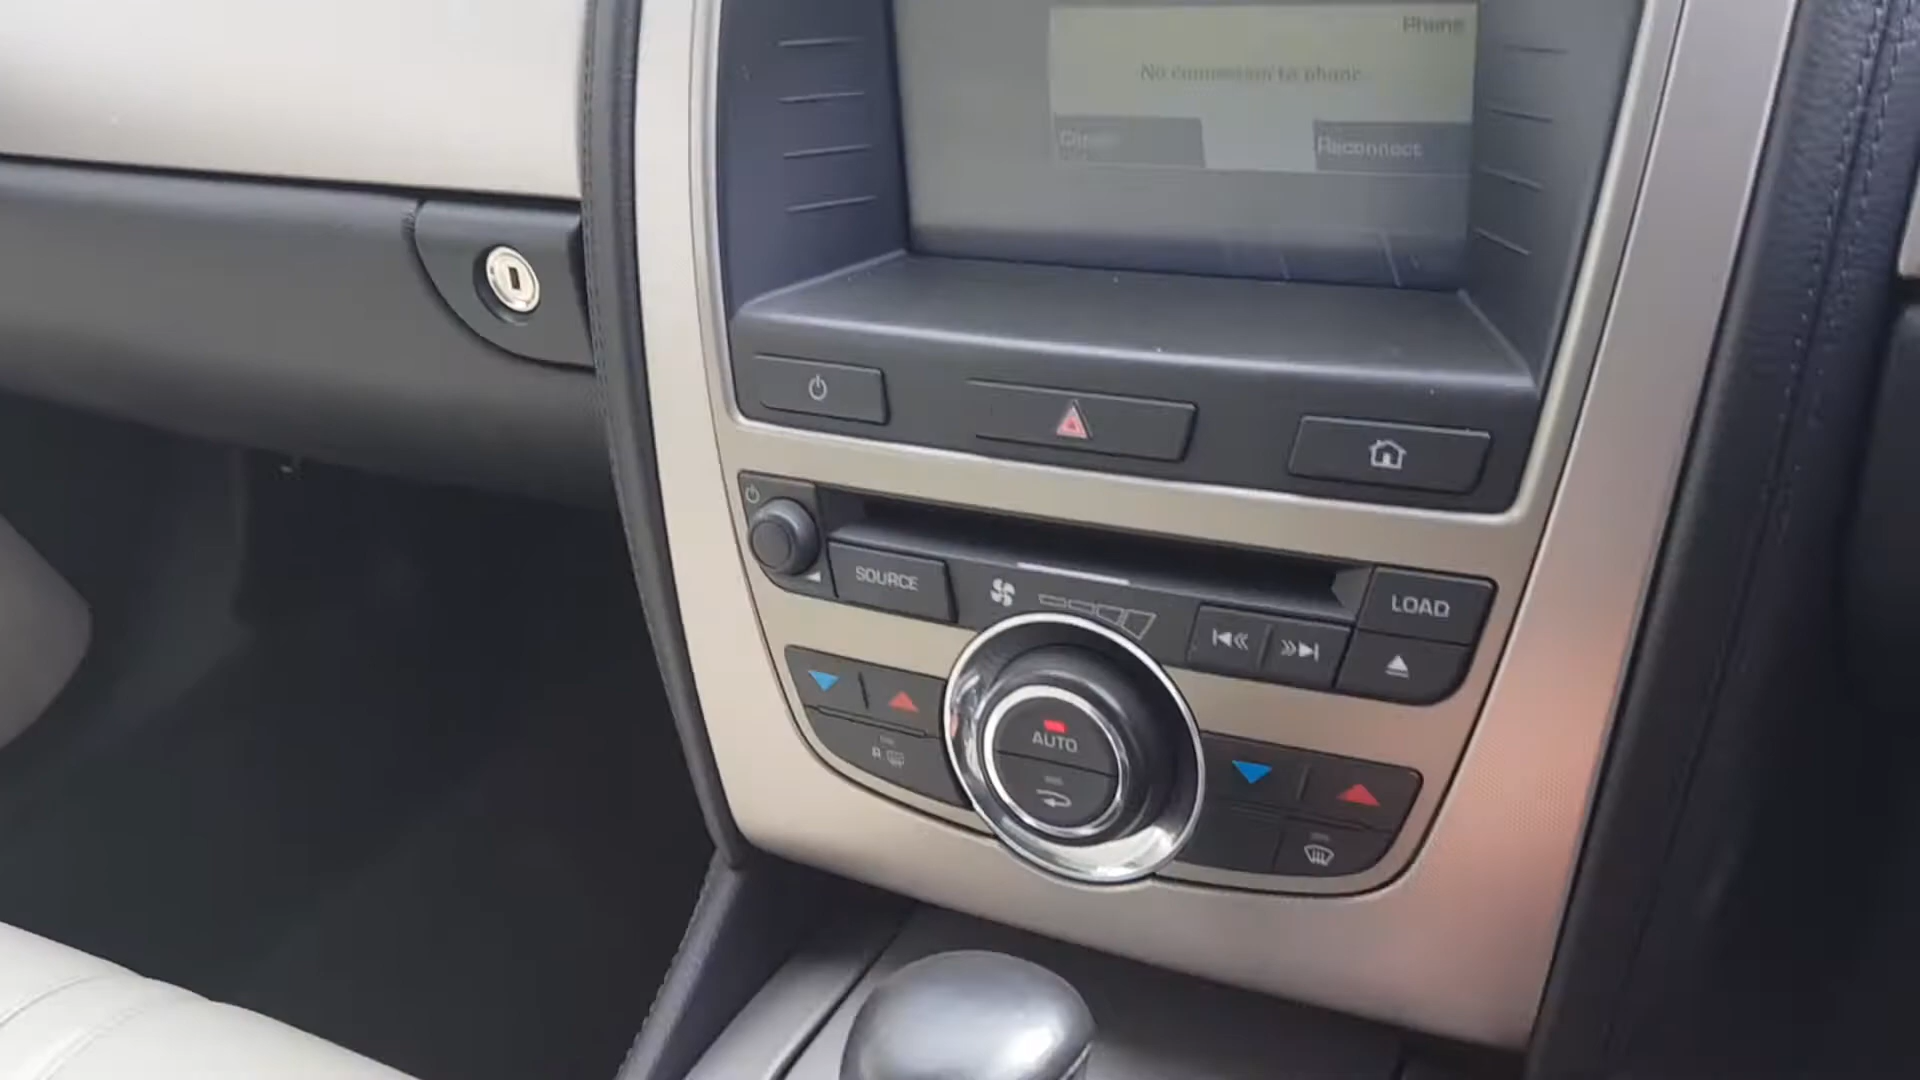 Phone
No connection to phone.
Reconnect
SOURCE
LOAD
AUTO
R